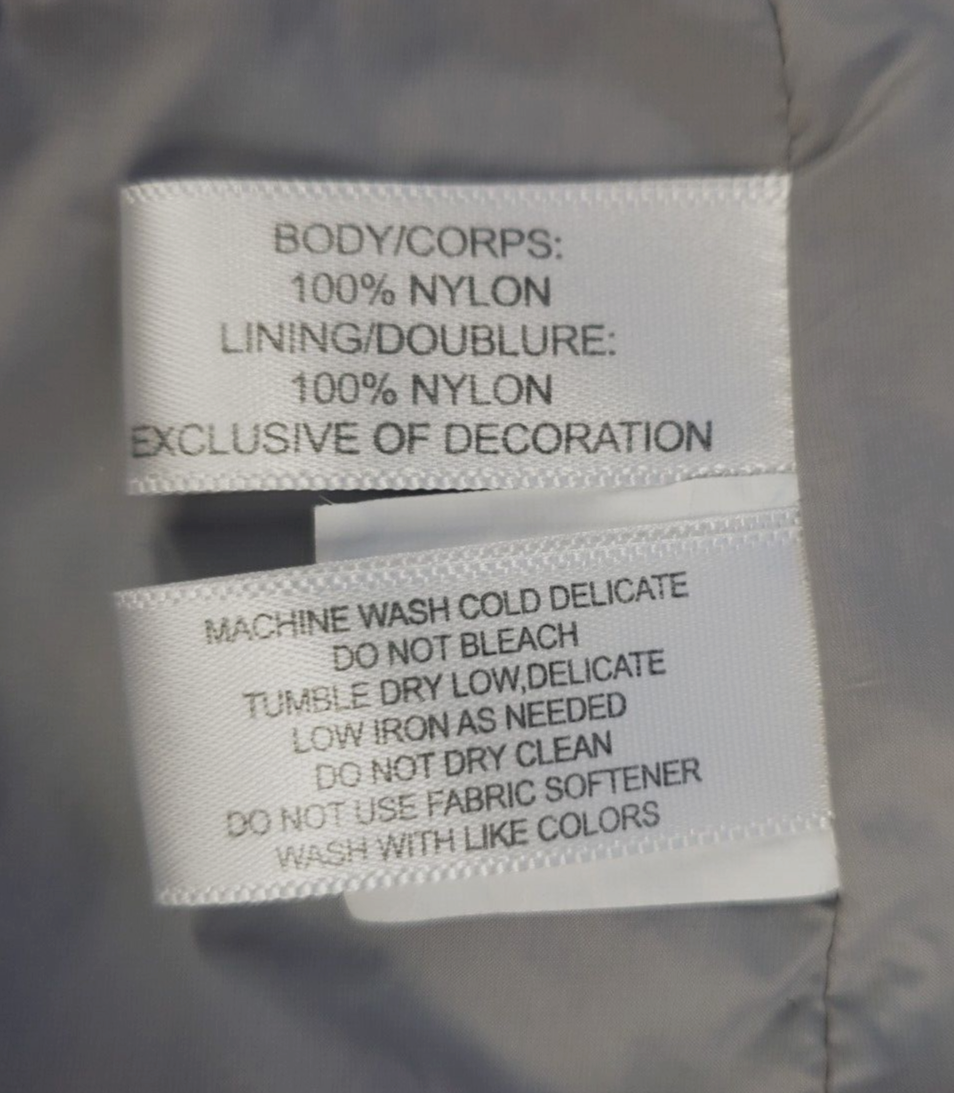 BODY/CORPS:
100% NYLON
LINING/DOUBLURE:
100% NYLON
EXCLUSIVE OF DECORATION
MACHINE WASH COLD DELICATE
DO NOT BLEACH
TUMBLE DRY LOW,DELICATE
LOW IRON AS NEEDED
DO NOT DRY CLEAN
DO NOT USE FABRIC SOFTENER
WASH WITH LIKE COLORS